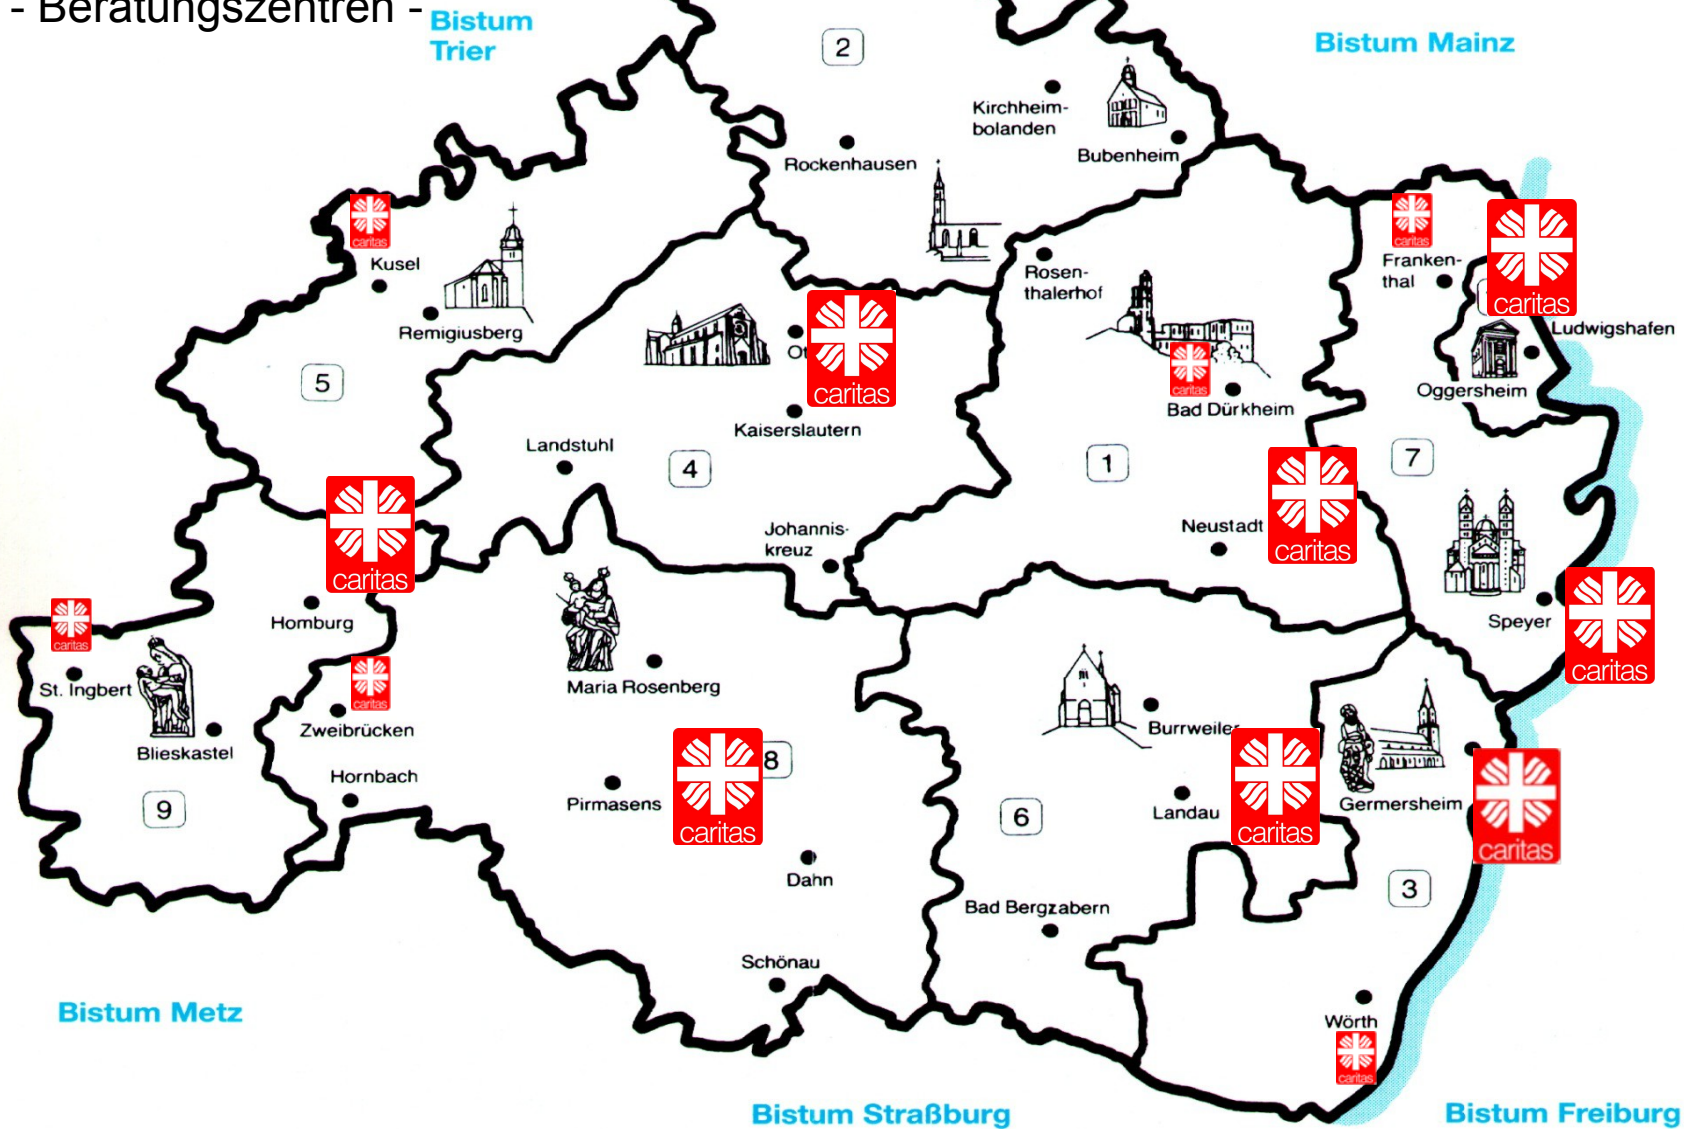 - Beratungszentren -
Bistum
Trier
2
Bistum Mainz
Kirchheim-
bolanden
Bubenheim
Rockenhausen
caritas
Kusel
Remigiusberg
5
caritas
Kaiserslautern
Landstuhl
4
Johannis-
kreuz
Rosen-
thalerhof
caritas
Bad Dürkheim
1
Neustadt
caritas
caritas
Franken-
thal
caritas
Ludwigshafen
Oggersheim
7
Speyer
caritas
caritas
Homburg
caritas
St. Ingbert
Blieskastel
9
caritas
Zweibrücken
Hornbach
Maria Rosenberg
8
Pirmasens
caritas
Dahn
Schönau
Burrweiler
Landau
caritas
6
Bad Bergzabern
Germersheim
caritas
3
Wörth
caritas
Bistum Metz
Bistum Straßburg
Bistum Freiburg